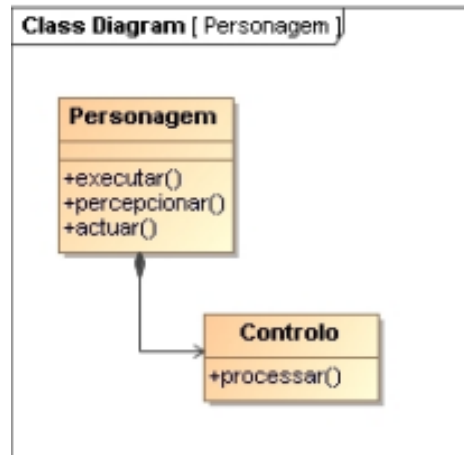 Class Diagram [ Personagem ]
Personagem
+executar()
+percepcionar()
+actuar()
Controlo
+processar()